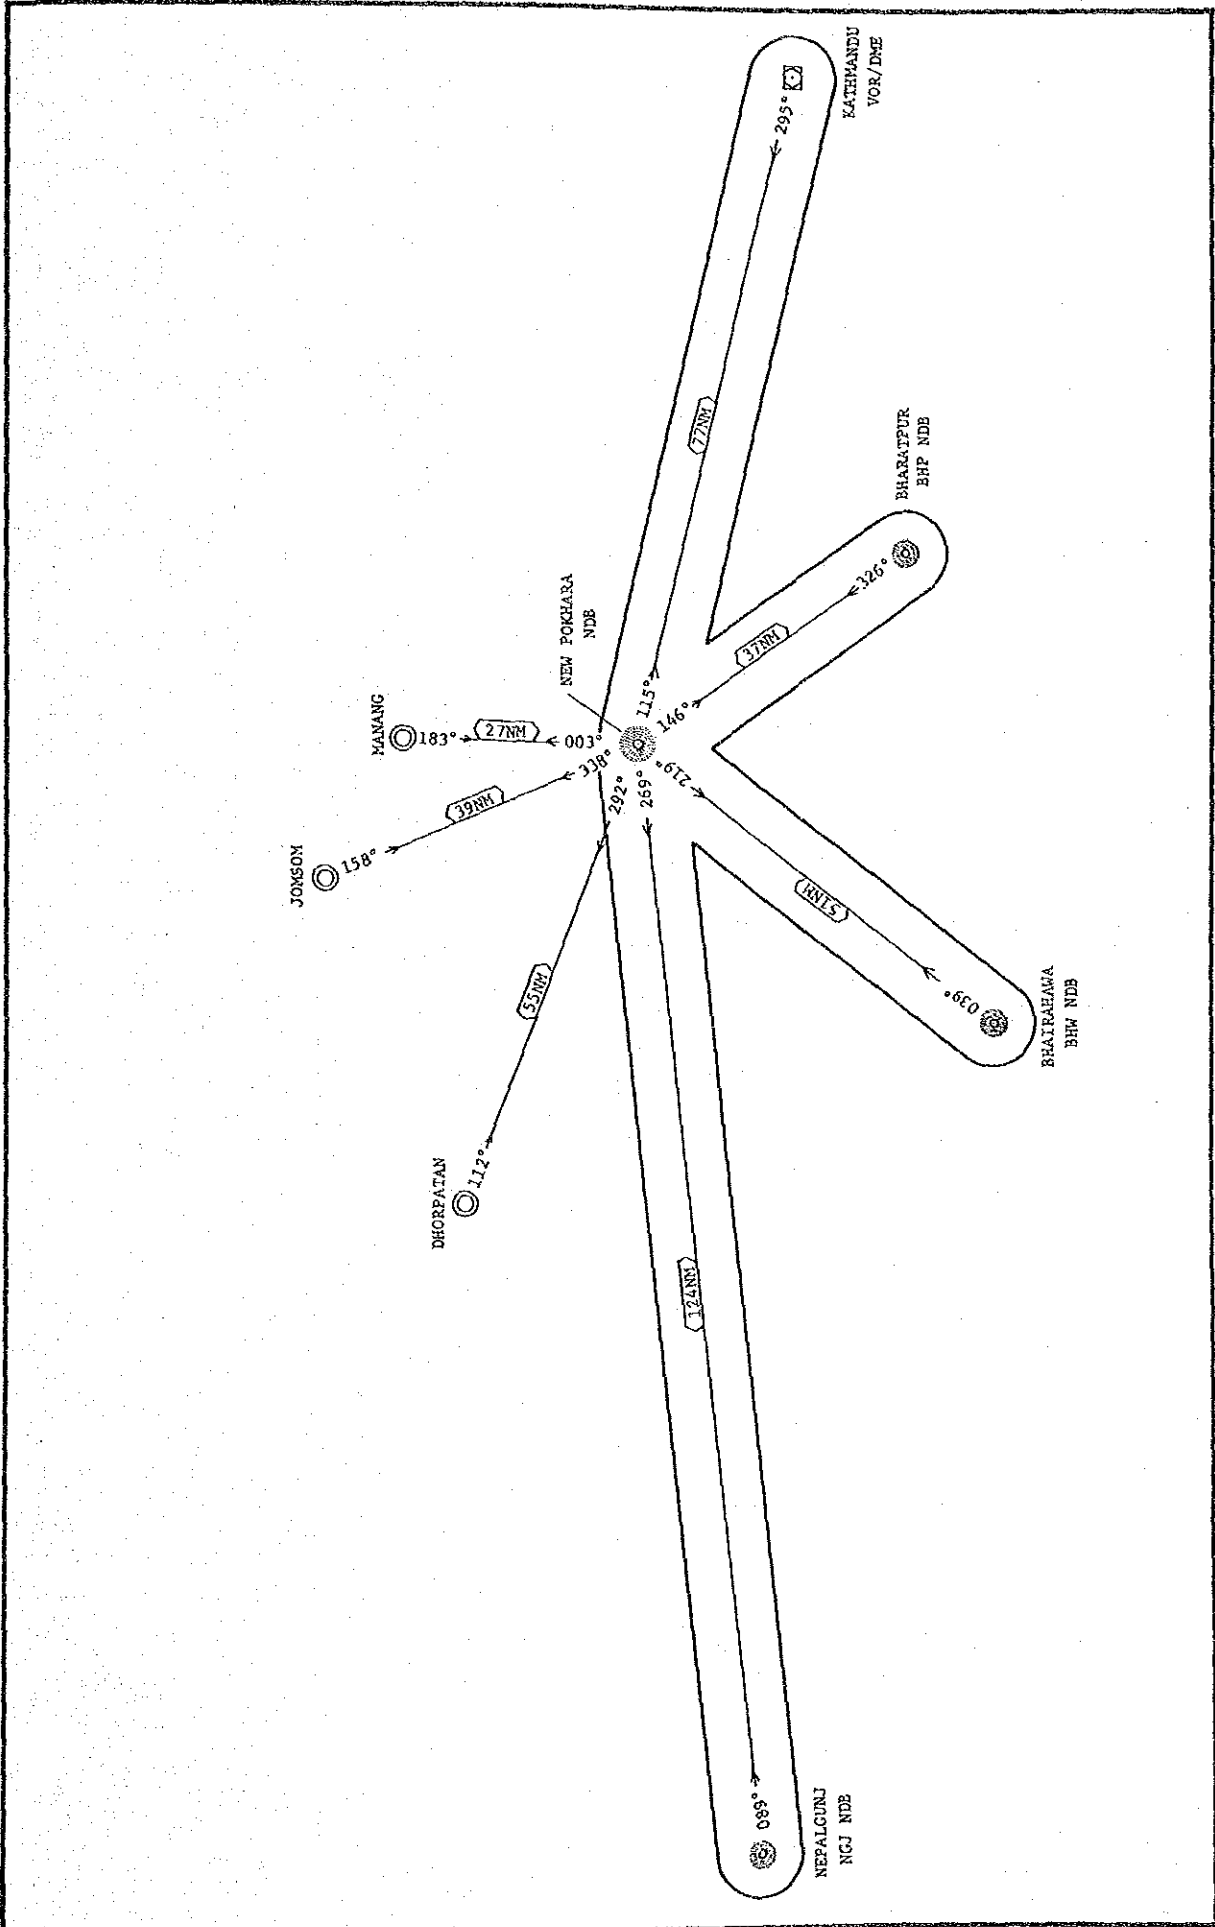 KATHMANDU
VOR/DME
295°
77NM
115°
NEW POKHARA
NDB
BHARATPUR
BHP NDB
326°
37NM
146°
MANANG
183°
27NM
003°
JOMSOM
158°
39NM
338°
DHORPATAN
112°
55NM
292°
269°
124NM
089°
NEPALGUNJ
NGJ NDB
219°
51NM
039°
BHAIRAHAWA
BHW NDB